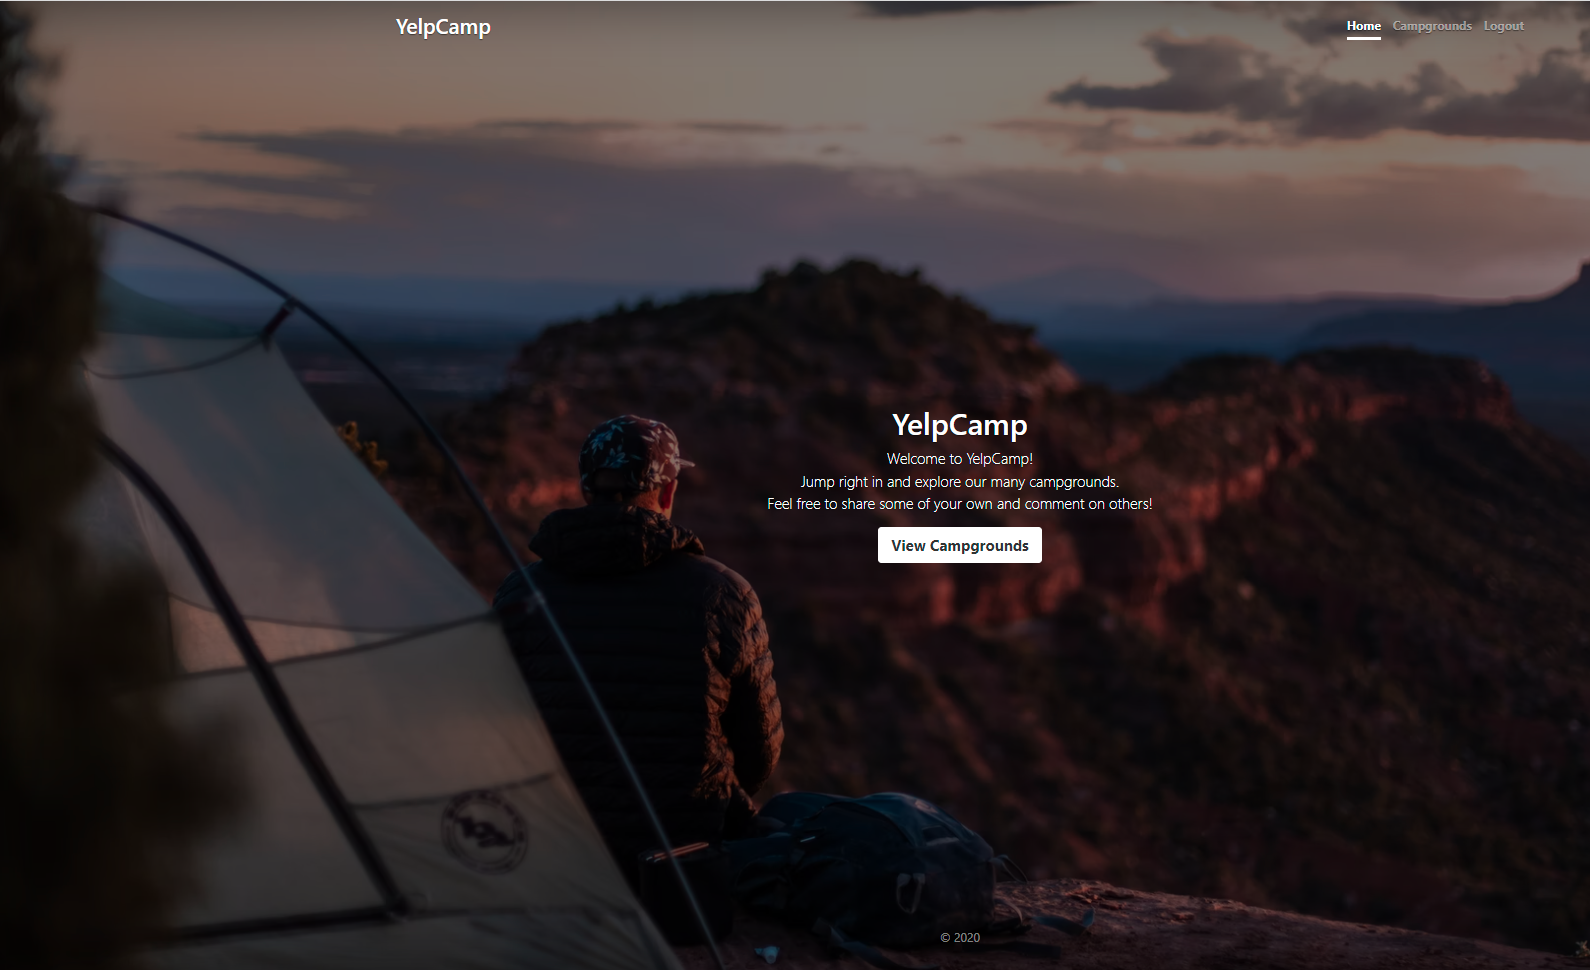 YelpCamp
Home Campgrounds Logout
YelpCamp
Welcome to YelpCamp!
Jump right in and explore our many campgrounds.
Feel free to share some of your own and comment on others!
View Campgrounds
© 2020